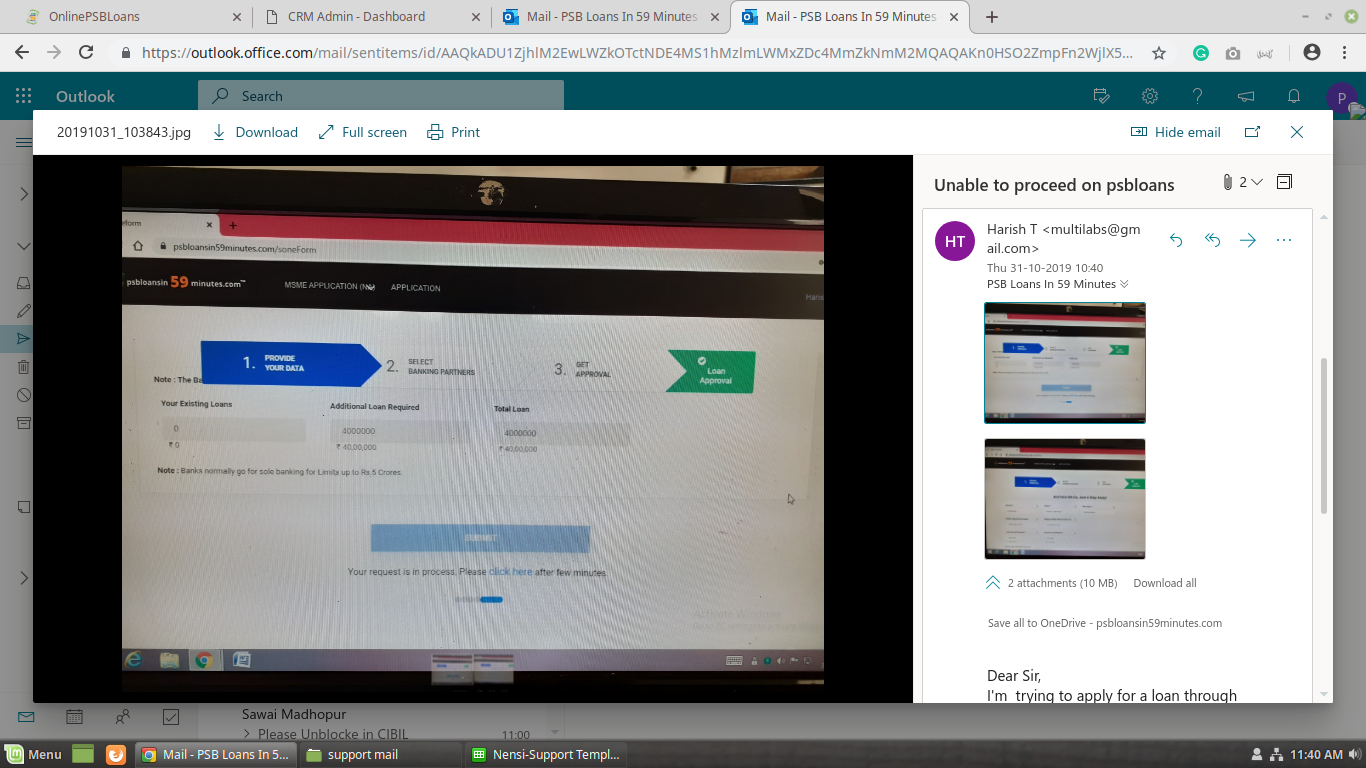 OnlinePSBLoans
CRM Admin - Dashboard
Mail - PSB Loans In 59 Minutes
Mail - PSB Loans In 59 Minutes
https://outlook.office.com/mail/sentitems/id/AAQkADU1ZjhlM2EwLWZkOTctNDE4MS1hMzlmLWMxZDc4MmZkNmM2MQAQAKn0HSO2ZmpFn2WjlX5...
Outlook
Search
P
20191031_103843.jpg
Download
Full screen
Print
Hide email
eform
psbloansin59minutes.com/soneForm
psbloansin 59 minutes.com
MSME APPLICATION
APPLICATION
Haris
1. PROVIDE YOUR DATA
2. SELECT BANKING PARTNERS
3. GET APPROVAL
Loan Approval
Note : The Ba
Your Existing Loans
Additional Loan Required
Total Loan
0
4000000
4000000
₹ 0
₹ 40,00,000
₹ 40,00,000
Note : Banks normally go for sole banking for Limits up to Rs.5 Crores.
SUBMIT
Your request is in process. Please click here after few minutes.
Activate Windows
Unable to proceed on psbloans
2
HT
Harish T <multilabs@gm
ail.com>
Thu 31-10-2019 10:40
PSB Loans In 59 Minutes
2 attachments (10 MB)
Download all
Save all to OneDrive - psbloansin59minutes.com
Dear Sir,
I'm trying to apply for a loan through
Sawai Madhopur
Please Unblocke in CIBIL
11:00
Menu
Mail - PSB Loans In 5...
support mail
Nensi-Support Templ...
11:40 AM